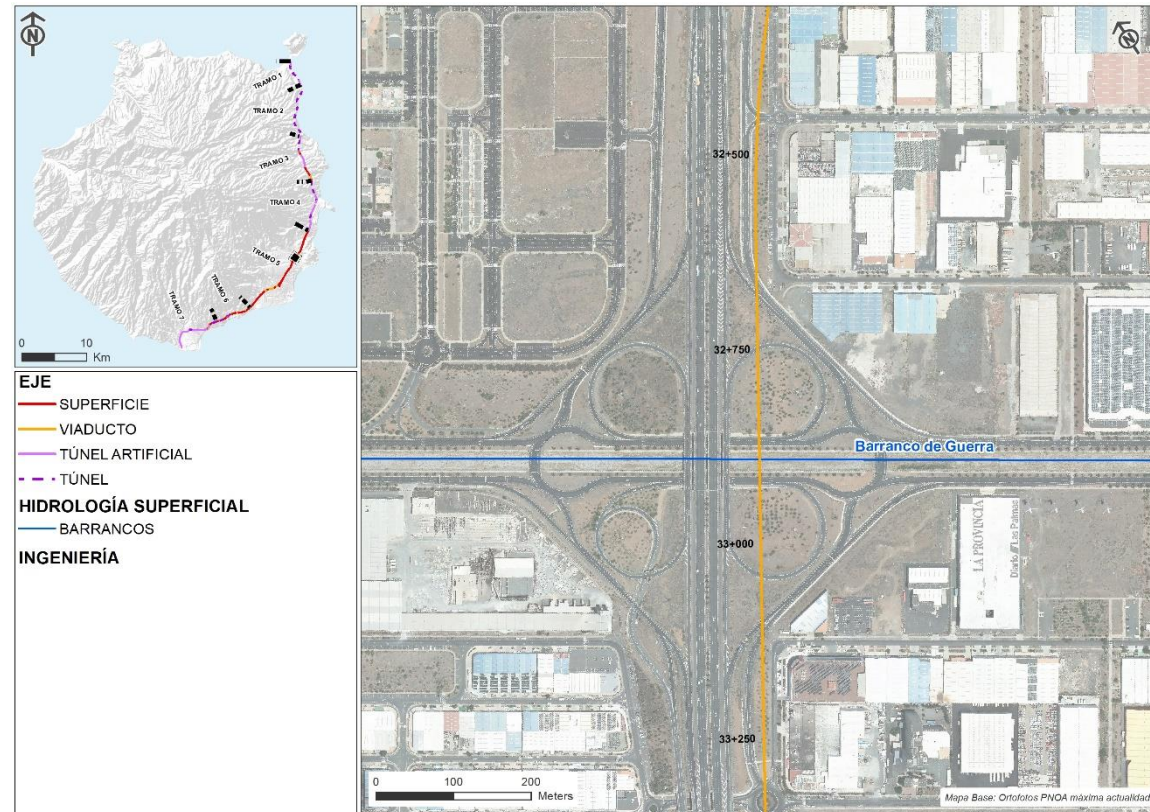 N
TRAMO 1
TRAMO 2
TRAMO 3
TRAMO 4
TRAMO 5
TRAMO 6
TRAMO 7
0 10
Km
EJE
SUPERFICIE
VIADUCTO
TÚNEL ARTIFICIAL
TÚNEL
HIDROLOGÍA SUPERFICIAL
BARRANCOS
INGENIERÍA
N
32+500
32+750
Barranco de Guerra
33+000
LA PROVINCIA
Diario Las Palmas
33+250
0 100 200
Meters
Mapa Base: Ortofotos PNOA máxima actualidad